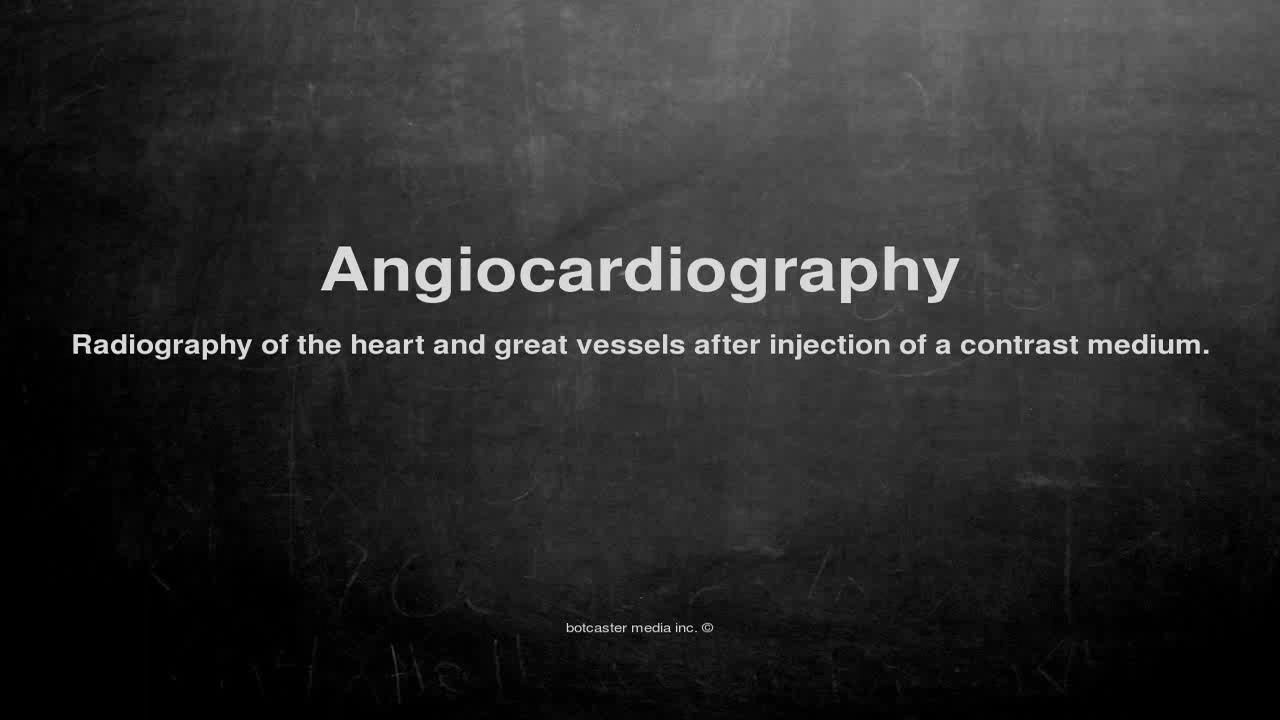 Angiocardiography
Radiography of the heart and great vessels after injection of a contrast medium.
botcaster media inc. ©